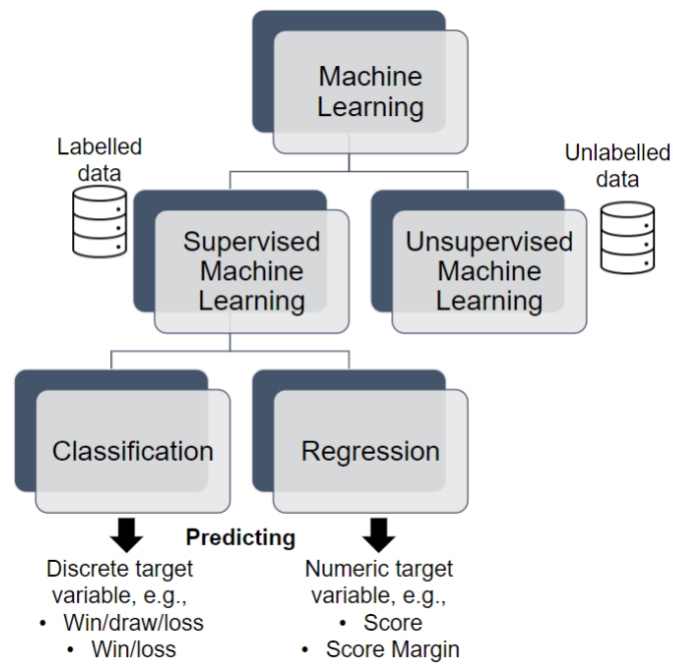 Machine
Learning
Labelled
data
Unlabelled
data
Supervised
Machine
Learning
Unsupervised
Machine
Learning
Classification
Regression
Predicting
Discrete target
variable, e.g.,
• Win/draw/loss
• Win/loss
Numeric target
variable, e.g.,
• Score
• Score Margin